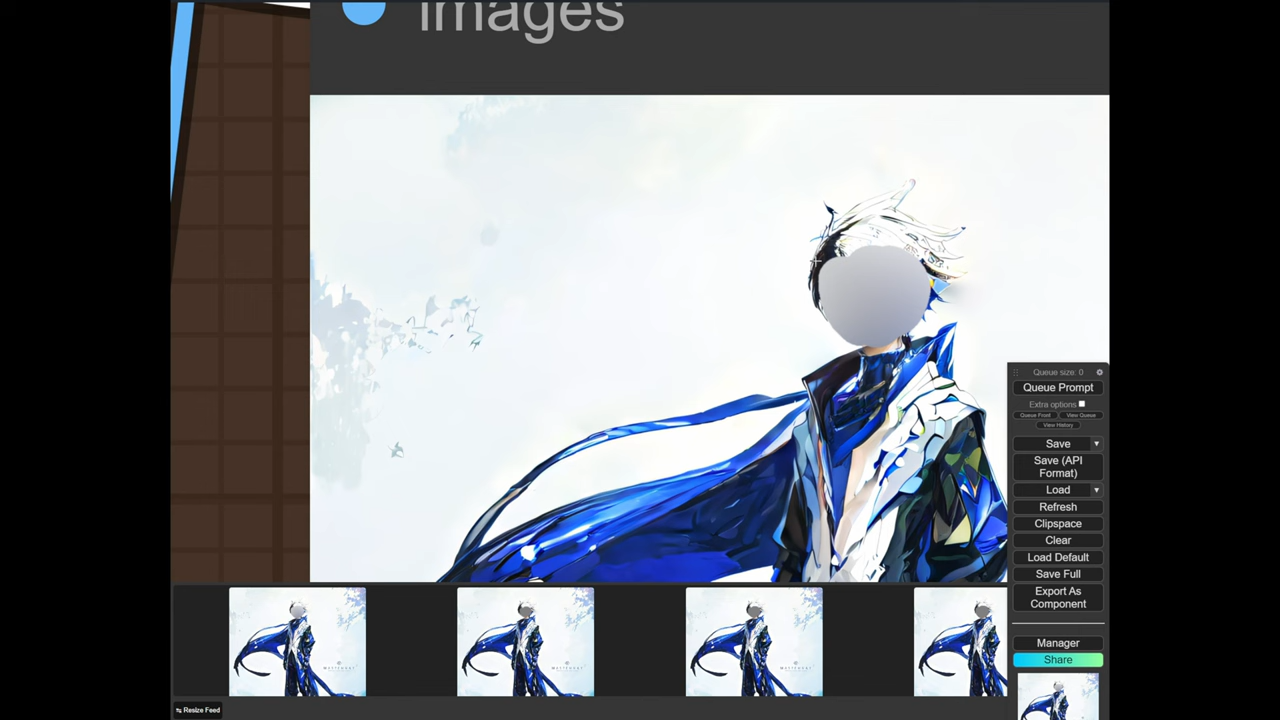 images
Queue size: 0
Queue Prompt
Extra options
Queue Front
View Queue
View History
Save
Save (API
Format)
Load
Refresh
Clipspace
Clear
Load Default
Save Full
Export As
Component
Manager
Share
Resize Feed